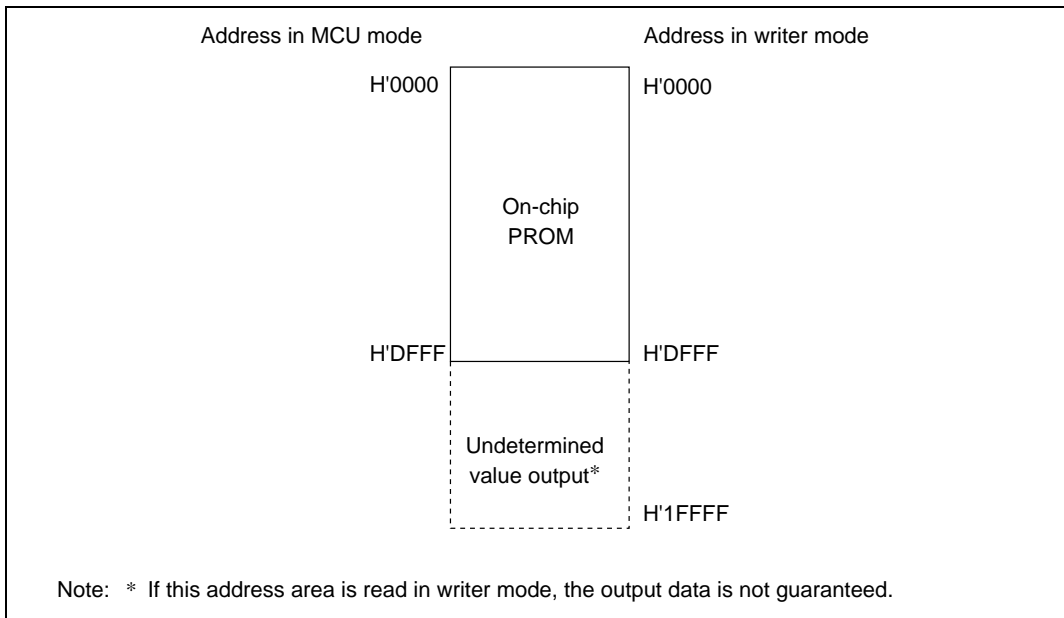 Address in MCU mode
Address in writer mode
H'0000
H'0000
On-chip
PROM
H'DFFF
H'DFFF
Undetermined
value output*
H'1FFFF
Note: * If this address area is read in writer mode, the output data is not guaranteed.